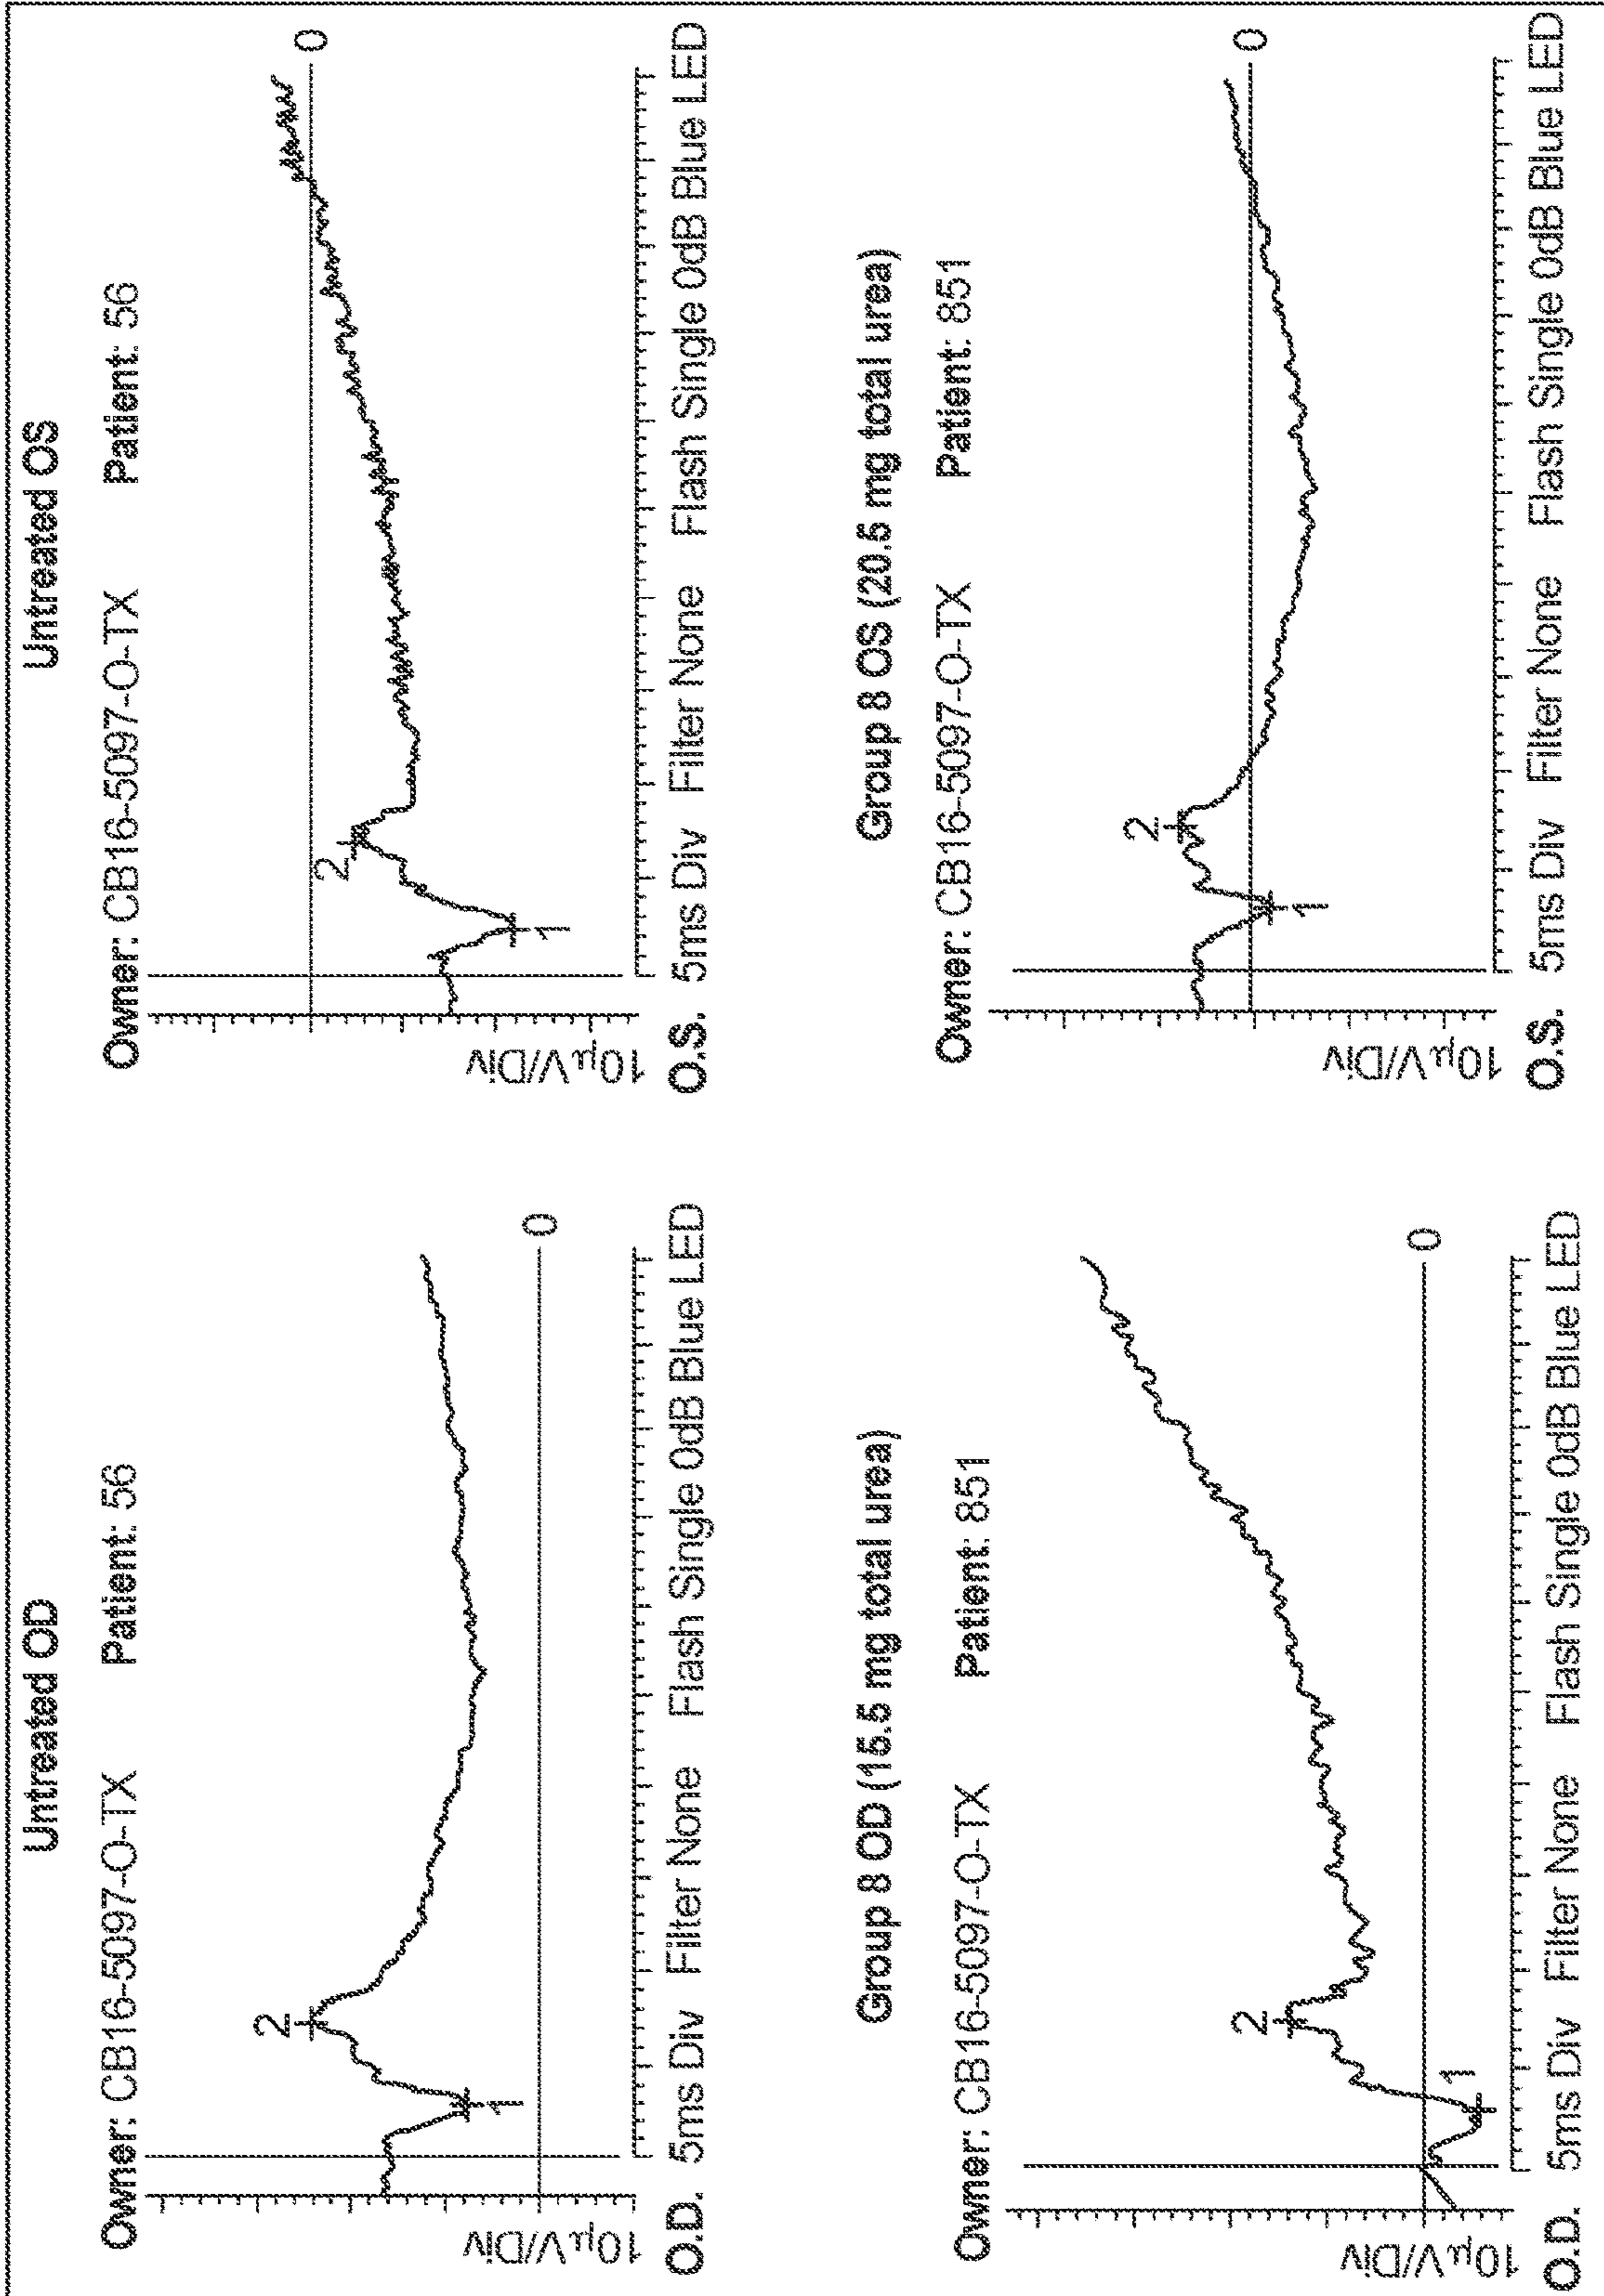 Untreated OD
Owner: CB16-5097-O-TX Patient: 56
2
1
0
10µV/Div
O.D. 5ms Div Filter None Flash Single 0dB Blue LED
Untreated OS
Owner: CB16-5097-O-TX Patient: 56
2
1
0
10µV/Div
O.S. 5ms Div Filter None Flash Single 0dB Blue LED
Group 8 OD (15.5 mg total urea)
Owner: CB16-5097-O-TX Patient: 851
2
1
0
10µV/Div
O.D. 5ms Div Filter None Flash Single 0dB Blue LED
Group 8 OS (20.5 mg total urea)
Owner: CB16-5097-O-TX Patient: 851
2
1
0
10µV/Div
O.S. 5ms Div Filter None Flash Single 0dB Blue LED